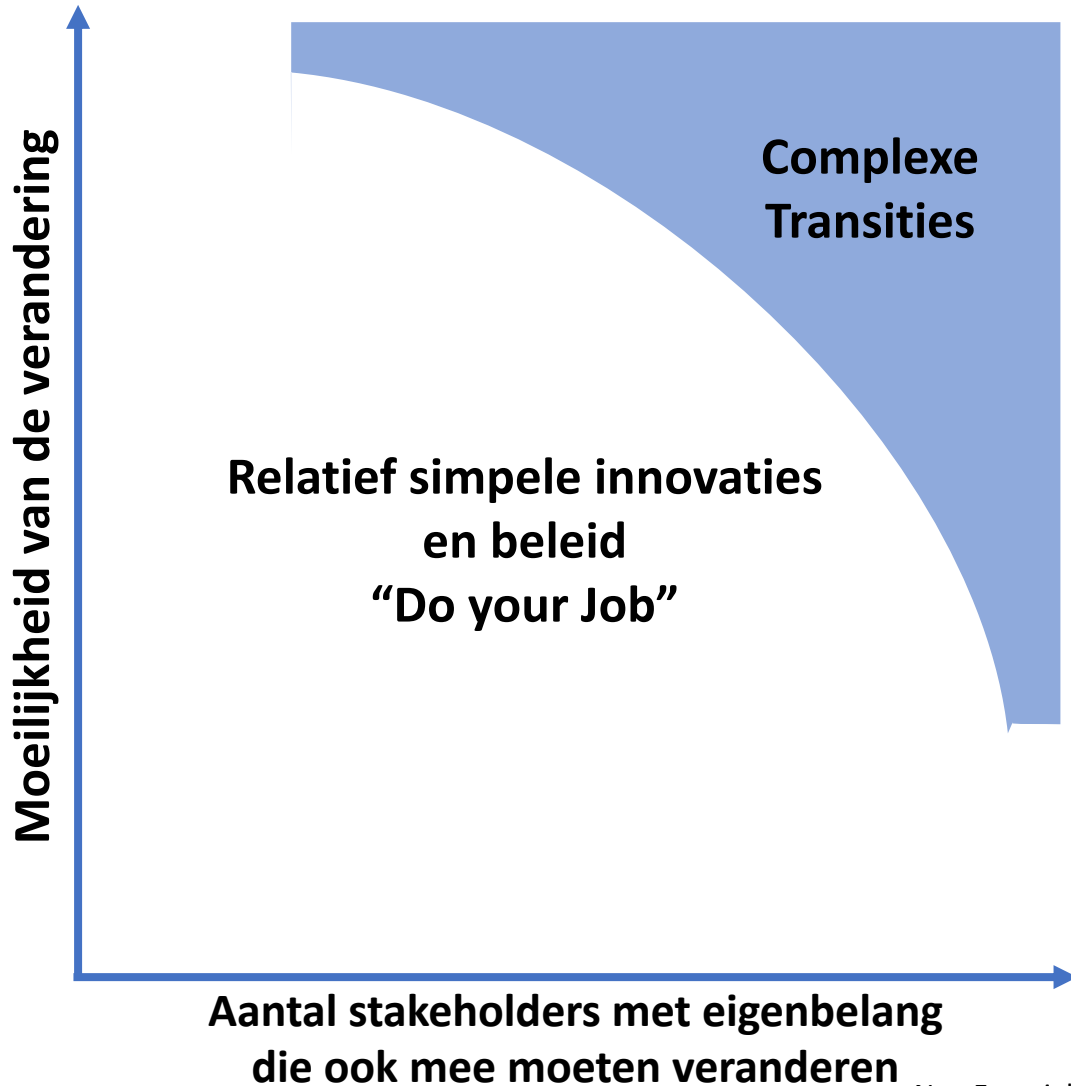 Moeilijkheid van de verandering
Complexe
Transities
Relatief simpele innovaties
en beleid
“Do your Job”
Aantal stakeholders met eigenbelang
die ook mee moeten veranderen